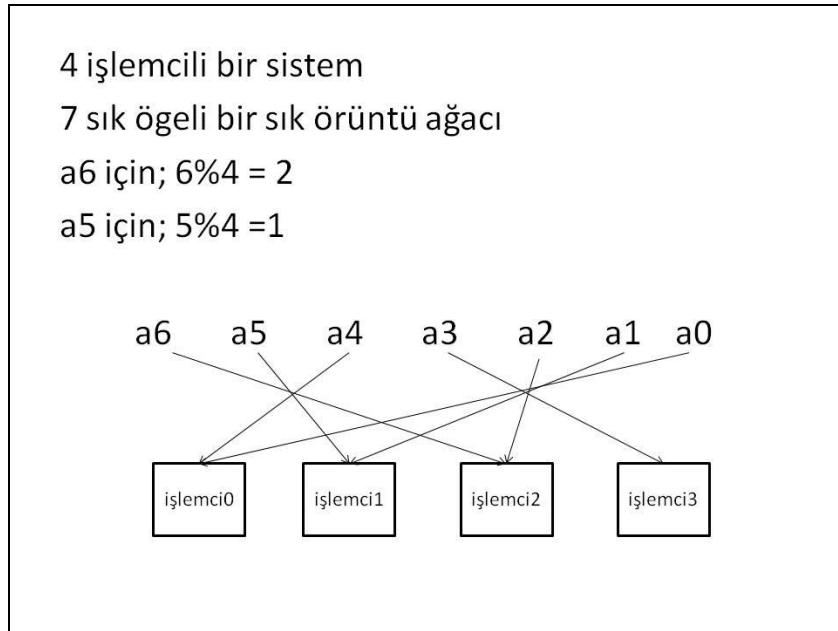 4 işlemcili bir sistem
7 sık ögeli bir sık örüntü ağacı
a6 için; 6%4 = 2
a5 için; 5%4 =1
a6 a5 a4 a3 a2 a1 a0
işlemci0 işlemci1 işlemci2 işlemci3